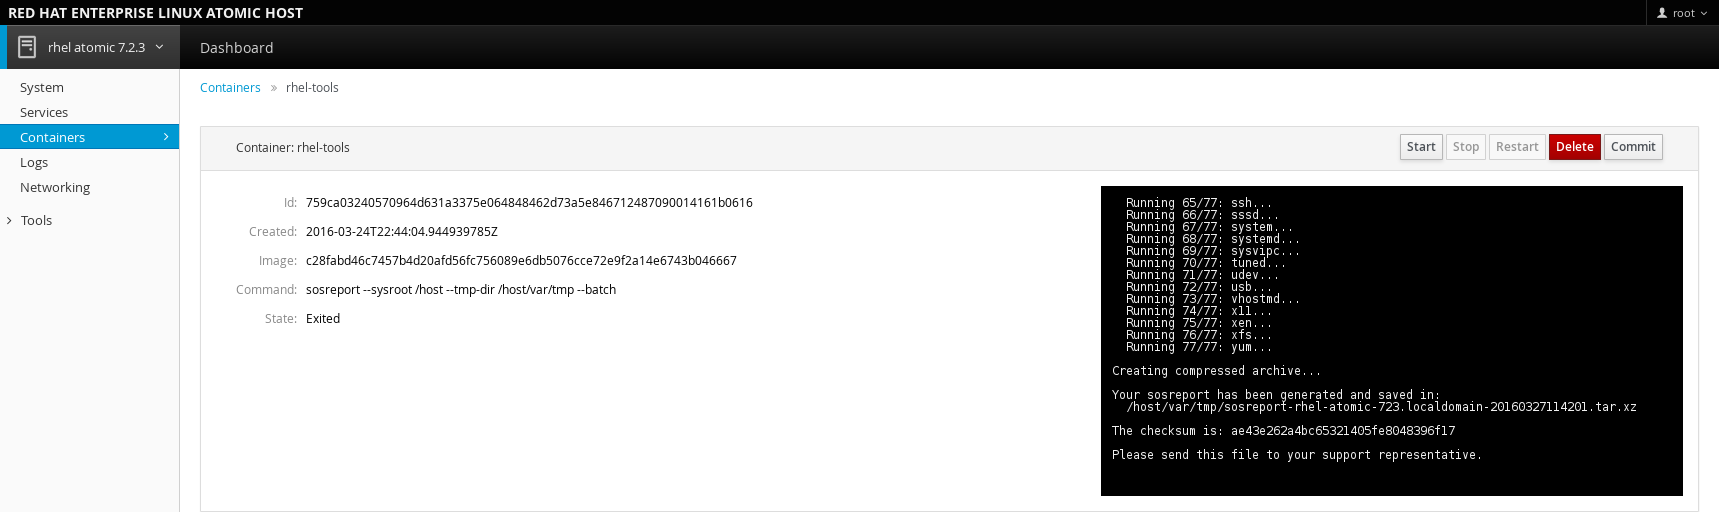 RED HAT ENTERPRISE LINUX ATOMIC HOST
root
rhel atomic 7.2.3
Dashboard
System
Services
Containers
Logs
Networking
Tools
Containers » rhel-tools
Container: rhel-tools
Start Stop Restart Delete Commit
Id: 759ca03240570964d631a3375e064848462d73a5e846712487090014161b0616
Created: 2016-03-24T22:44:04.944939785Z
Image: c28fabd46c7457b4d20afd56fc756089e6db5076cce72e9f2a14e6743b046667
Command: sosreport --sysroot /host --tmp-dir /host/var/tmp --batch
State: Exited
Running 65/77: ssh...
Running 66/77: sssd...
Running 67/77: system...
Running 68/77: systemd...
Running 69/77: sysvipc...
Running 70/77: tuned...
Running 71/77: udev...
Running 72/77: usb...
Running 73/77: vhostmd...
Running 74/77: x11...
Running 75/77: xen...
Running 76/77: xfs...
Running 77/77: yum...
Creating compressed archive...
Your sosreport has been generated and saved in:
/host/var/tmp/sosreport-rhel-atomic-723.localdomain-20160327114201.tar.xz
The checksum is: ae43e262a4bc65321405fe8048396f17
Please send this file to your support representative.